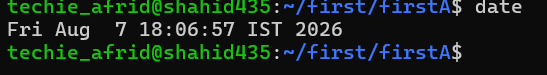 techie_afrid@shahid435:~/first/firstA$ date
Fri Aug  7 18:06:57 IST 2026
techie_afrid@shahid435:~/first/firstA$